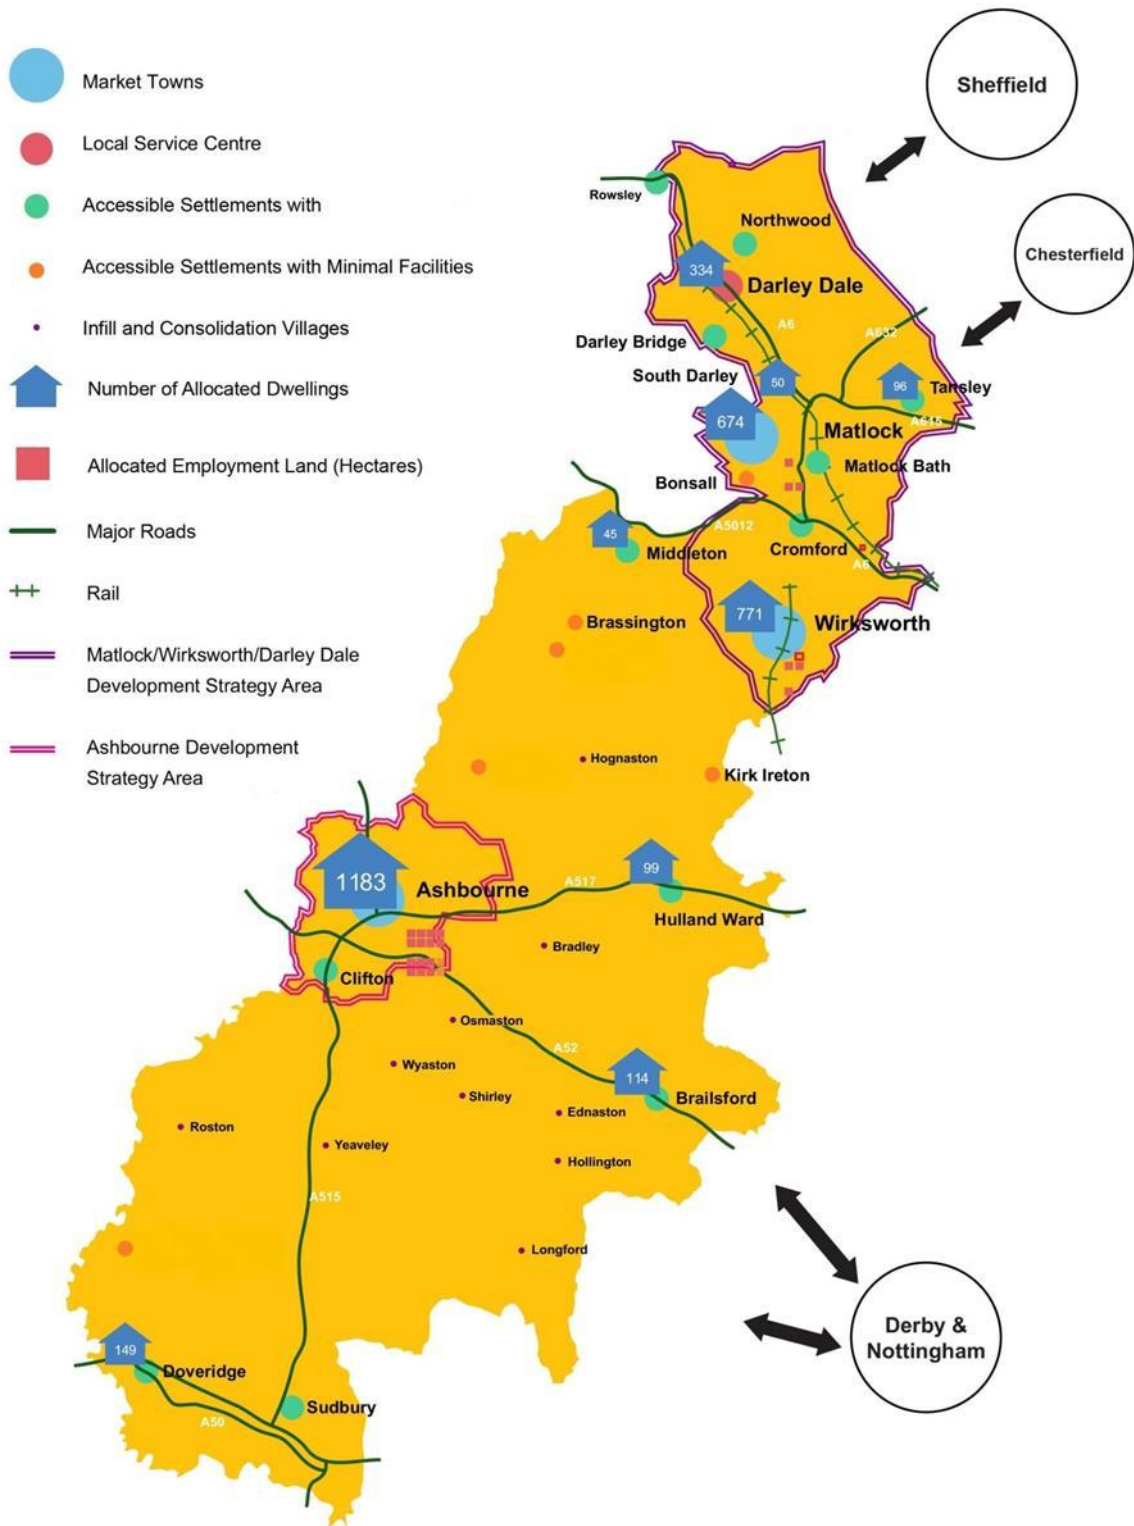 Market Towns
Local Service Centre
Accessible Settlements with
Accessible Settlements with Minimal Facilities
Infill and Consolidation Villages
Number of Allocated Dwellings
Allocated Employment Land (Hectares)
Major Roads
Rail
Matlock/Wirksworth/Darley Dale
Development Strategy Area
Ashbourne Development
Strategy Area
Sheffield
Chesterfield
Rowsley
Northwood
334
Darley Dale
A6
A632
Darley Bridge
South Darley
50
96
Tansley
A615
674
Matlock
Matlock Bath
Bonsall
A5012
45
Middleton
Cromford
A6
771
Wirksworth
Brassington
Hognaston
Kirk Ireton
1183
Ashbourne
A517
99
Hulland Ward
Bradley
Clifton
Osmaston
A52
Wyaston
114
Brailsford
Shirley
Ednaston
Roston
Yeaveley
Hollington
A515
Longford
Derby &
Nottingham
149
Doveridge
Sudbury
A50